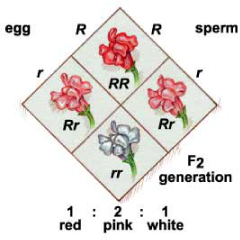 egg R R sperm
r r
RR
Rr Rr
rr
F2
generation
1 : 2 : 1
red pink white